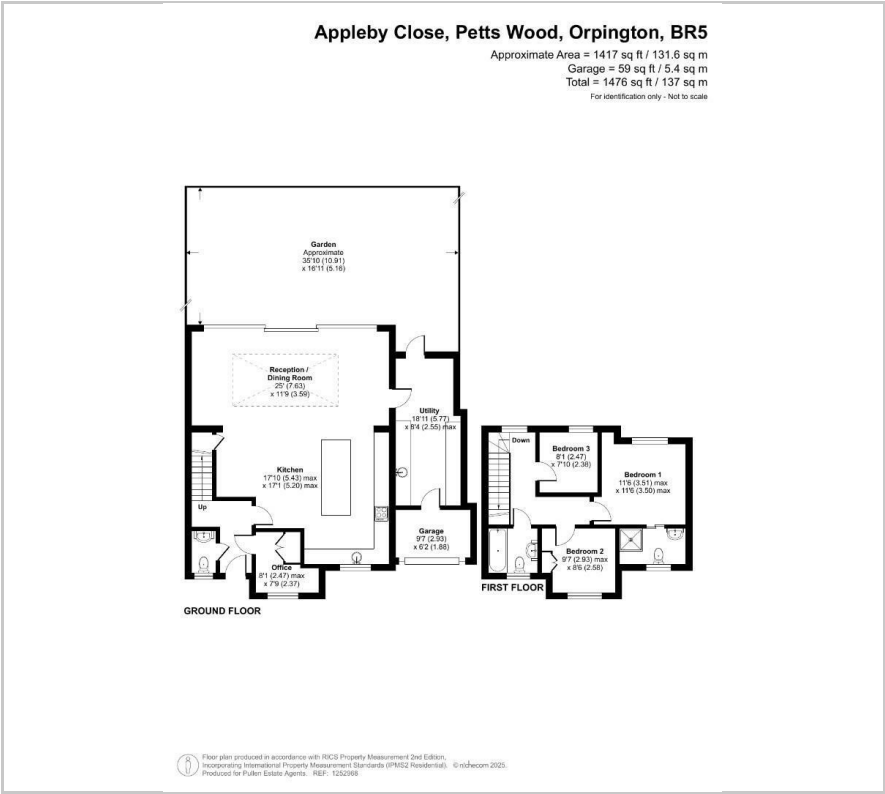 Appleby Close, Petts Wood, Orpington, BR5
Approximate Area = 1417 sq ft / 131.6 sq m
Garage = 59 sq ft / 5.4 sq m
Total = 1476 sq ft / 137 sq m
For identification only - Not to scale
Garden
Approximate
35'10 (10.91)
x 16'11 (5.16)
Reception /
Dining Room
25' (7.63)
x 11'9 (3.59)
Utility
18'11 (5.77)
x 8'4 (2.55) max
Kitchen
17'10 (5.43) max
x 17'1 (5.20) max
Up
Garage
9'7 (2.93)
x 6'2 (1.88)
Office
8'1 (2.47) max
x 7'9 (2.37)
GROUND FLOOR
Down
Bedroom 3
8'1 (2.47)
x 7'10 (2.38)
Bedroom 1
11'6 (3.51) max
x 11'6 (3.50) max
Bedroom 2
9'7 (2.93) max
x 8'6 (2.58)
FIRST FLOOR
Floor plan produced in accordance with RICS Property Measurement 2nd Edition,
Incorporating International Property Measurement Standards (IPMS2 Residential). © nichecom 2025.
Produced for Pullen Estate Agents. REF: 1252968